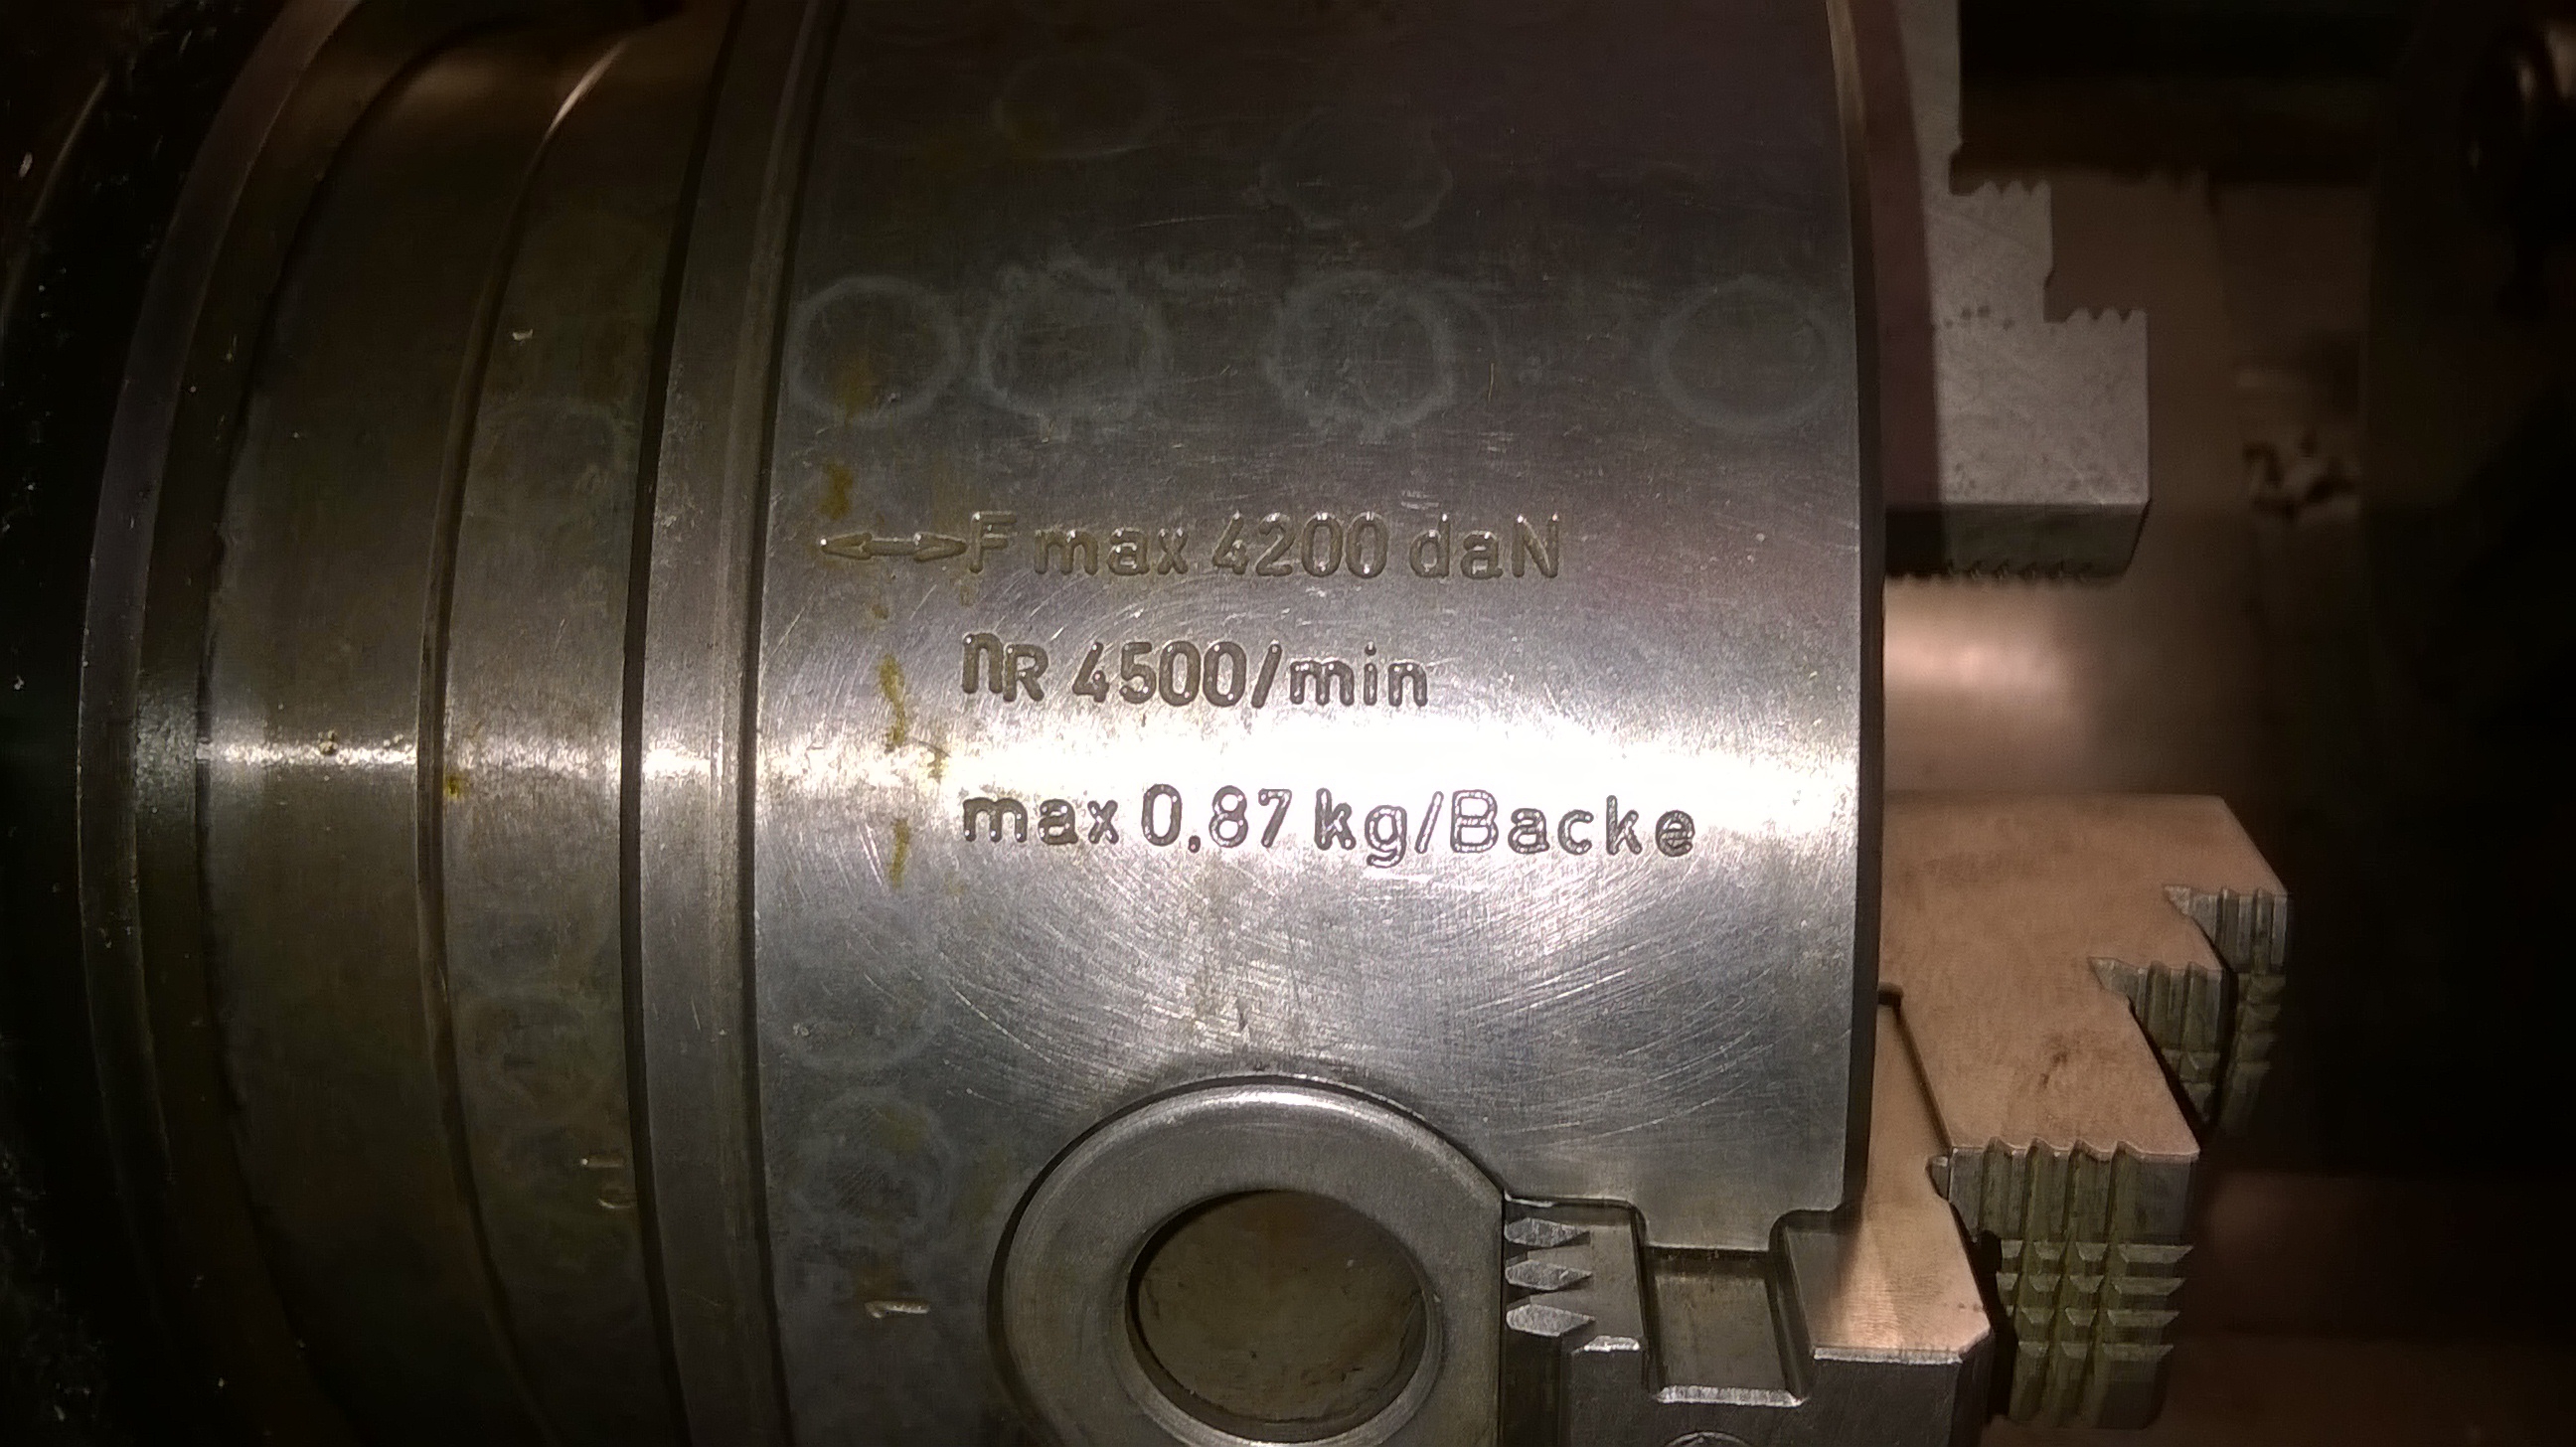 F max 4200 daN
nR 4500/min
max 0,87 kg/Backe